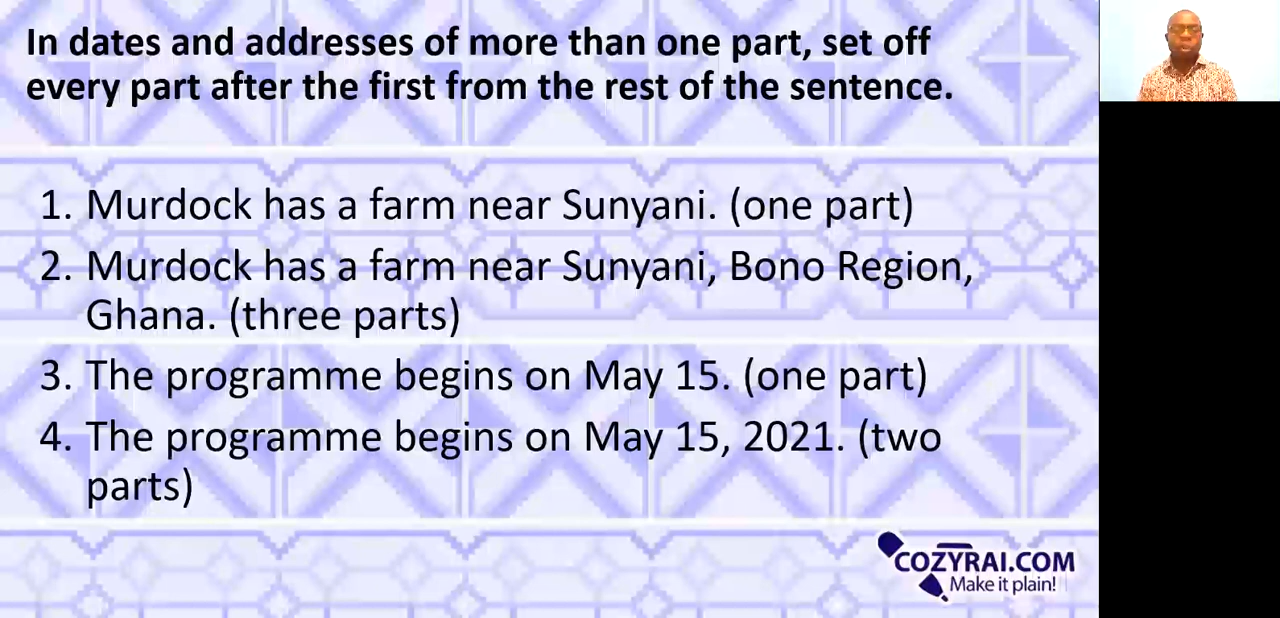 In dates and addresses of more than one part, set off
every part after the first from the rest of the sentence.
1. Murdock has a farm near Sunyani. (one part)
2. Murdock has a farm near Sunyani, Bono Region,
Ghana. (three parts)
3. The programme begins on May 15. (one part)
4. The programme begins on May 15, 2021. (two
parts)
COZYRAI.COM
Make it plain!